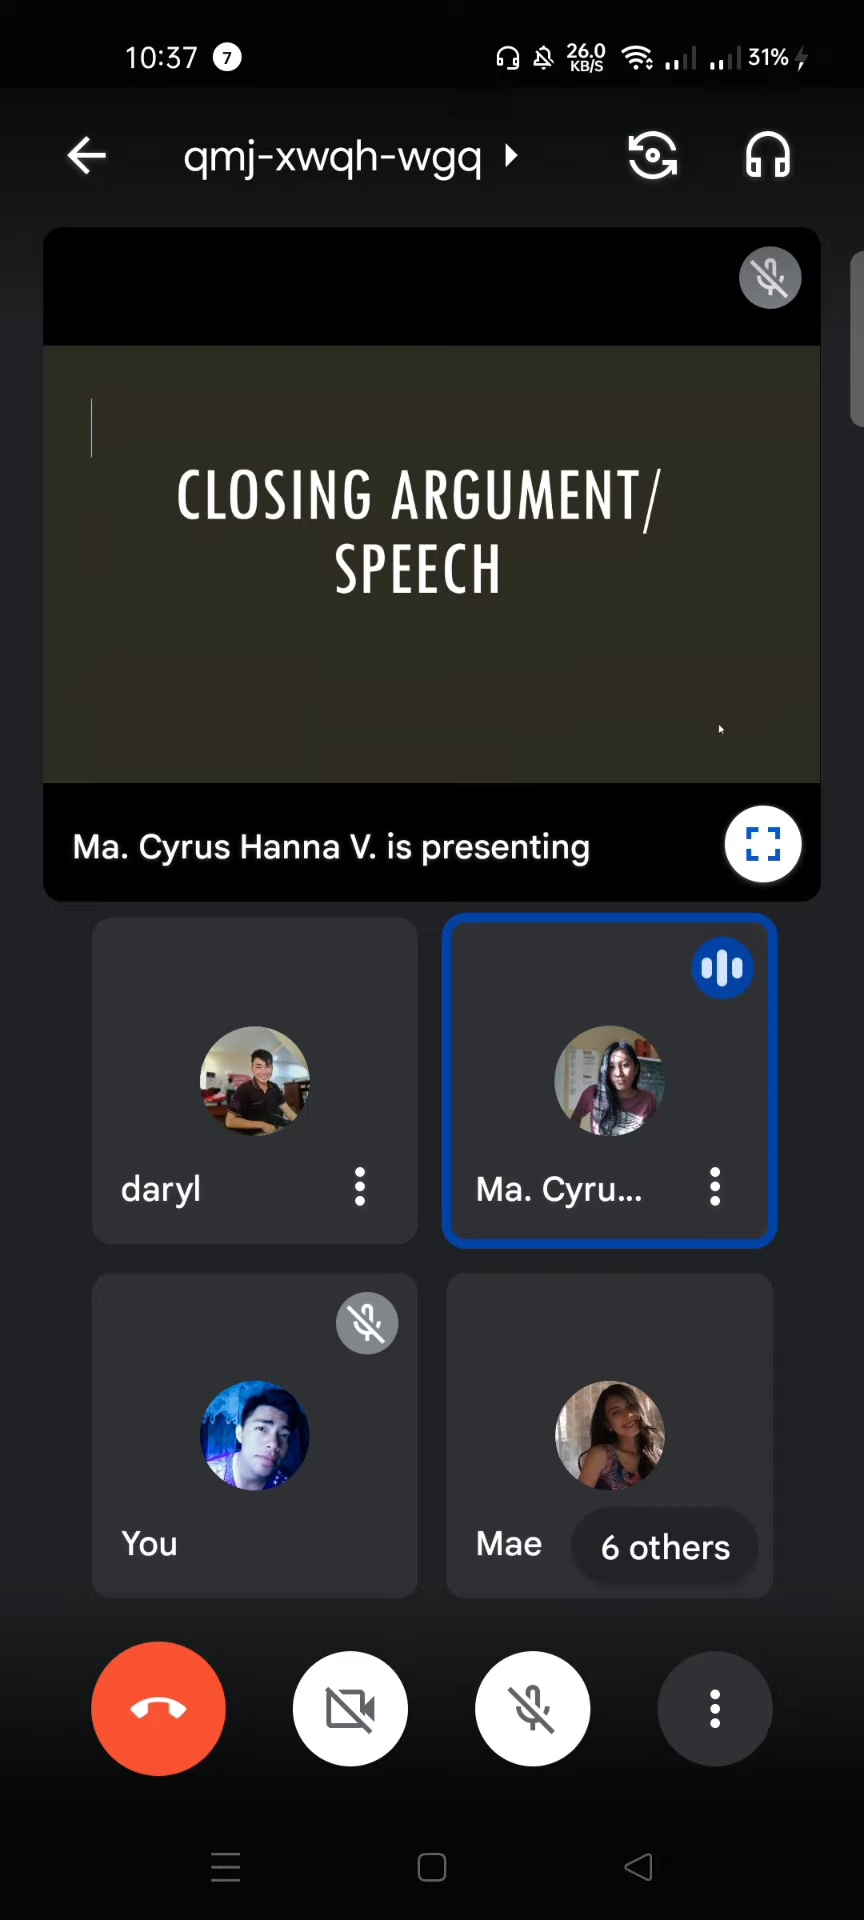 10:37 7 26.0 KB/S 31%
qmj-xwqh-wgq
CLOSING ARGUMENT/
SPEECH
Ma. Cyrus Hanna V. is presenting
daryl
Ma. Cyru...
You
Mae
6 others